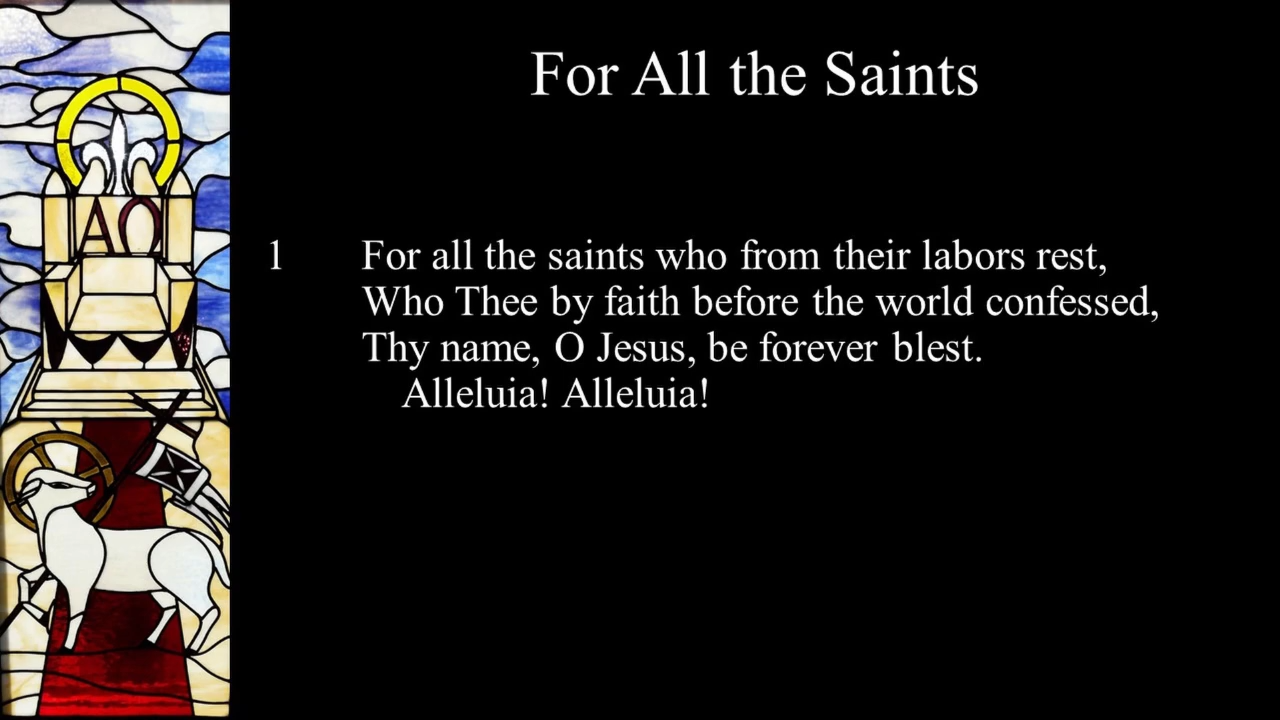 For All the Saints
ΑΩ
1 For all the saints who from their labors rest,
Who Thee by faith before the world confessed,
Thy name, O Jesus, be forever blest.
Alleluia! Alleluia!